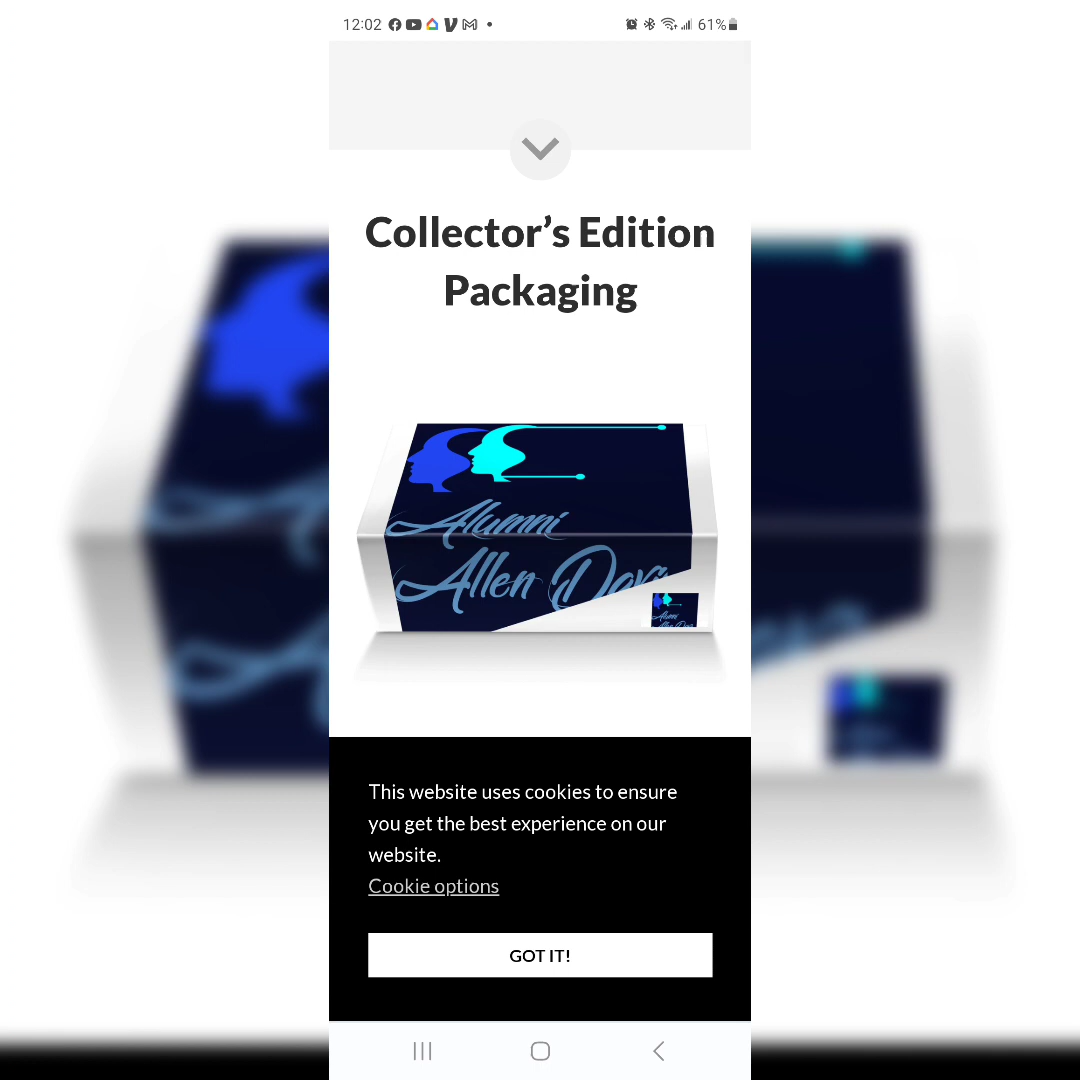 12:02
61%
Collector's Edition
Packaging
Alumni
Allen
This website uses cookies to ensure
you get the best experience on our
website.
Cookie options
GOT IT!